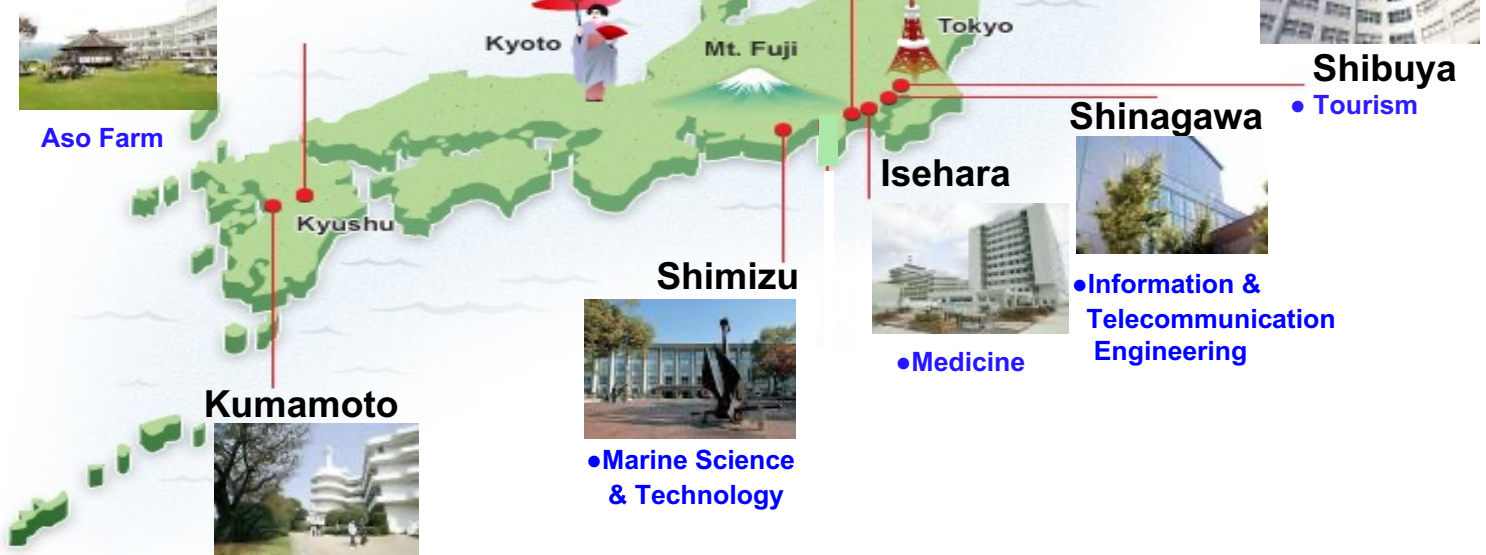 Kyoto
Mt. Fuji
Tokyo
Shibuya
● Tourism
Shinagawa
Aso Farm
Isehara
Kyushu
Shimizu
●Information &
Telecommunication
Engineering
●Medicine
Kumamoto
●Marine Science
& Technology